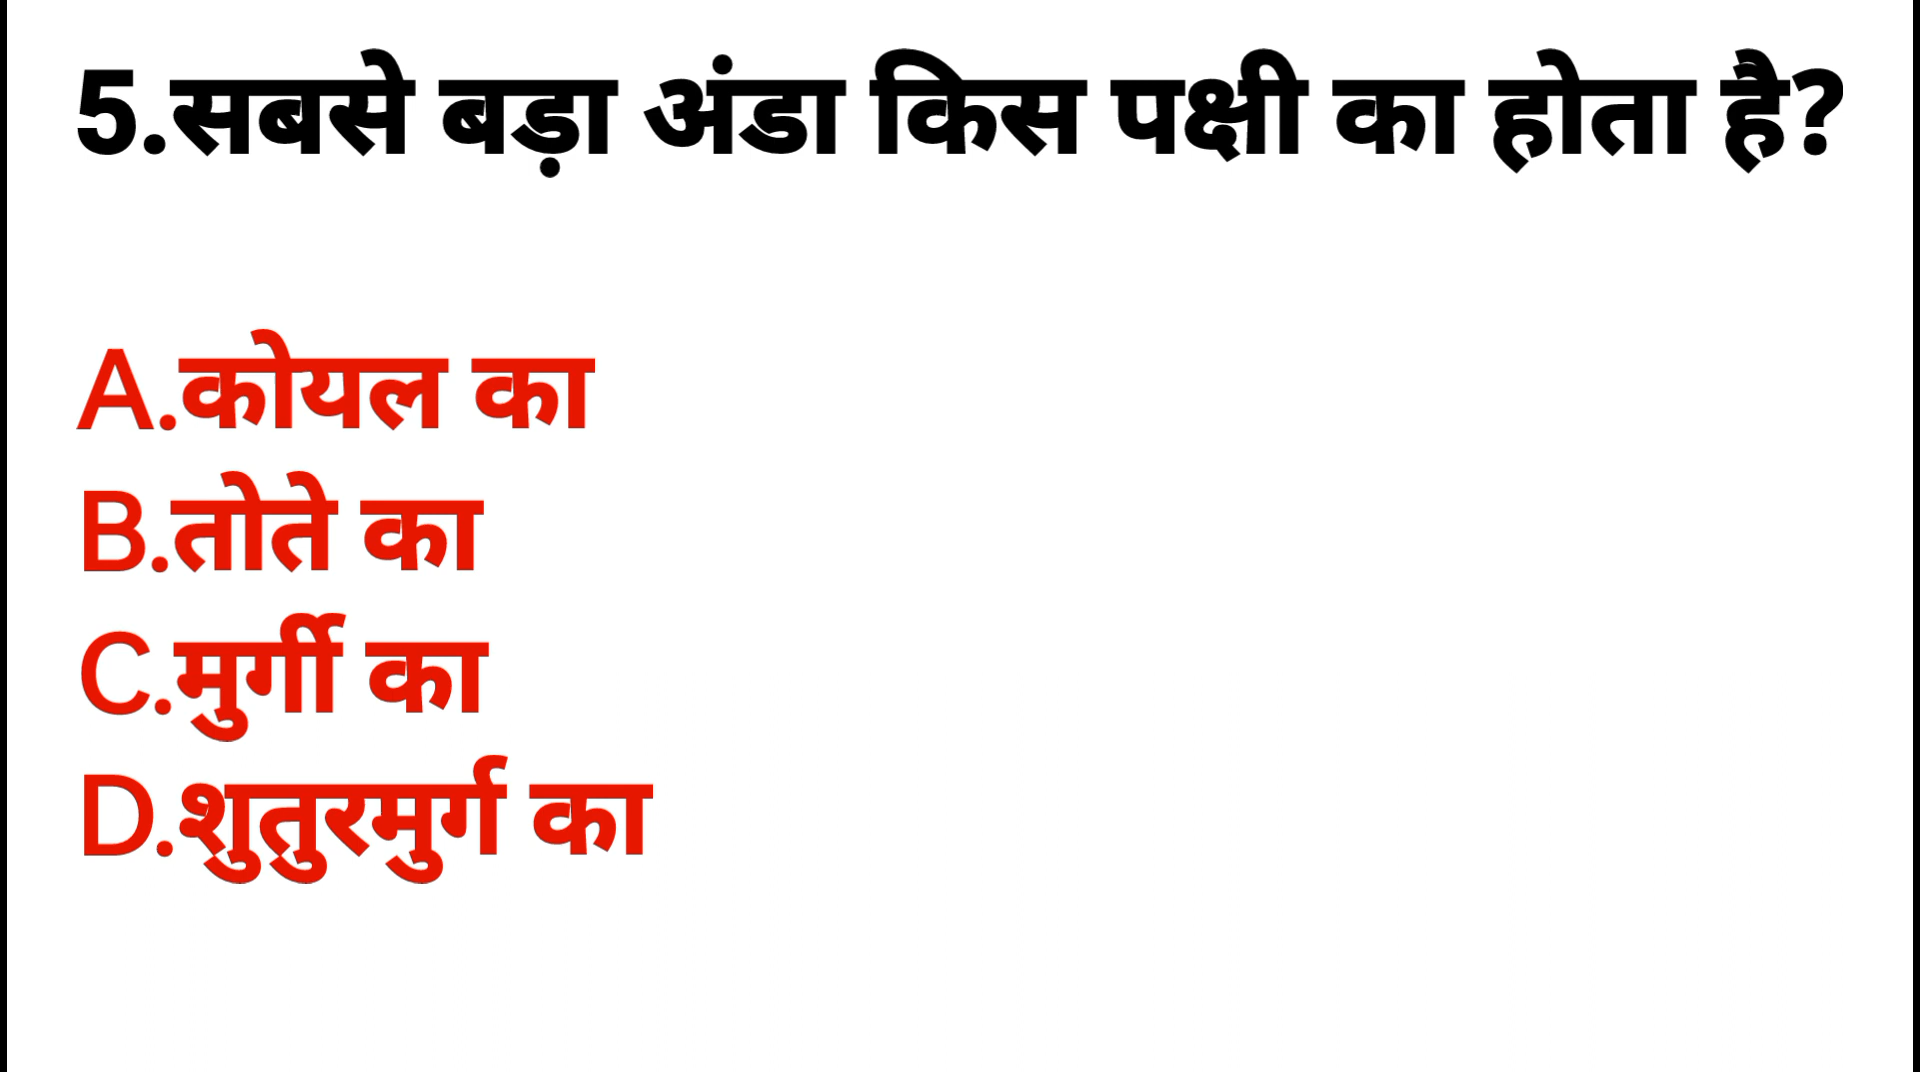 5.सबसे बड़ा अंडा किस पक्षी का होता है?
A.कोयल का
B.तोते का
C.मुर्गी का
D.शुतुरमुर्ग का